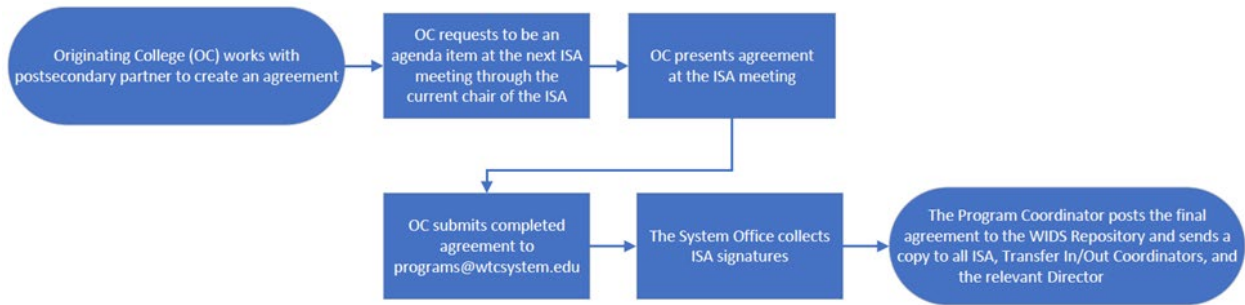 Originating College (OC) works with
postsecondary partner to create an agreement
OC requests to be an
agenda item at the next ISA
meeting through the
current chair of the ISA
OC presents agreement
at the ISA meeting
OC submits completed
agreement to
programs@wtcsystem.edu
The System Office collects
ISA signatures
The Program Coordinator posts the final
agreement to the WIDS Repository and sends a
copy to all ISA, Transfer In/Out Coordinators, and
the relevant Director